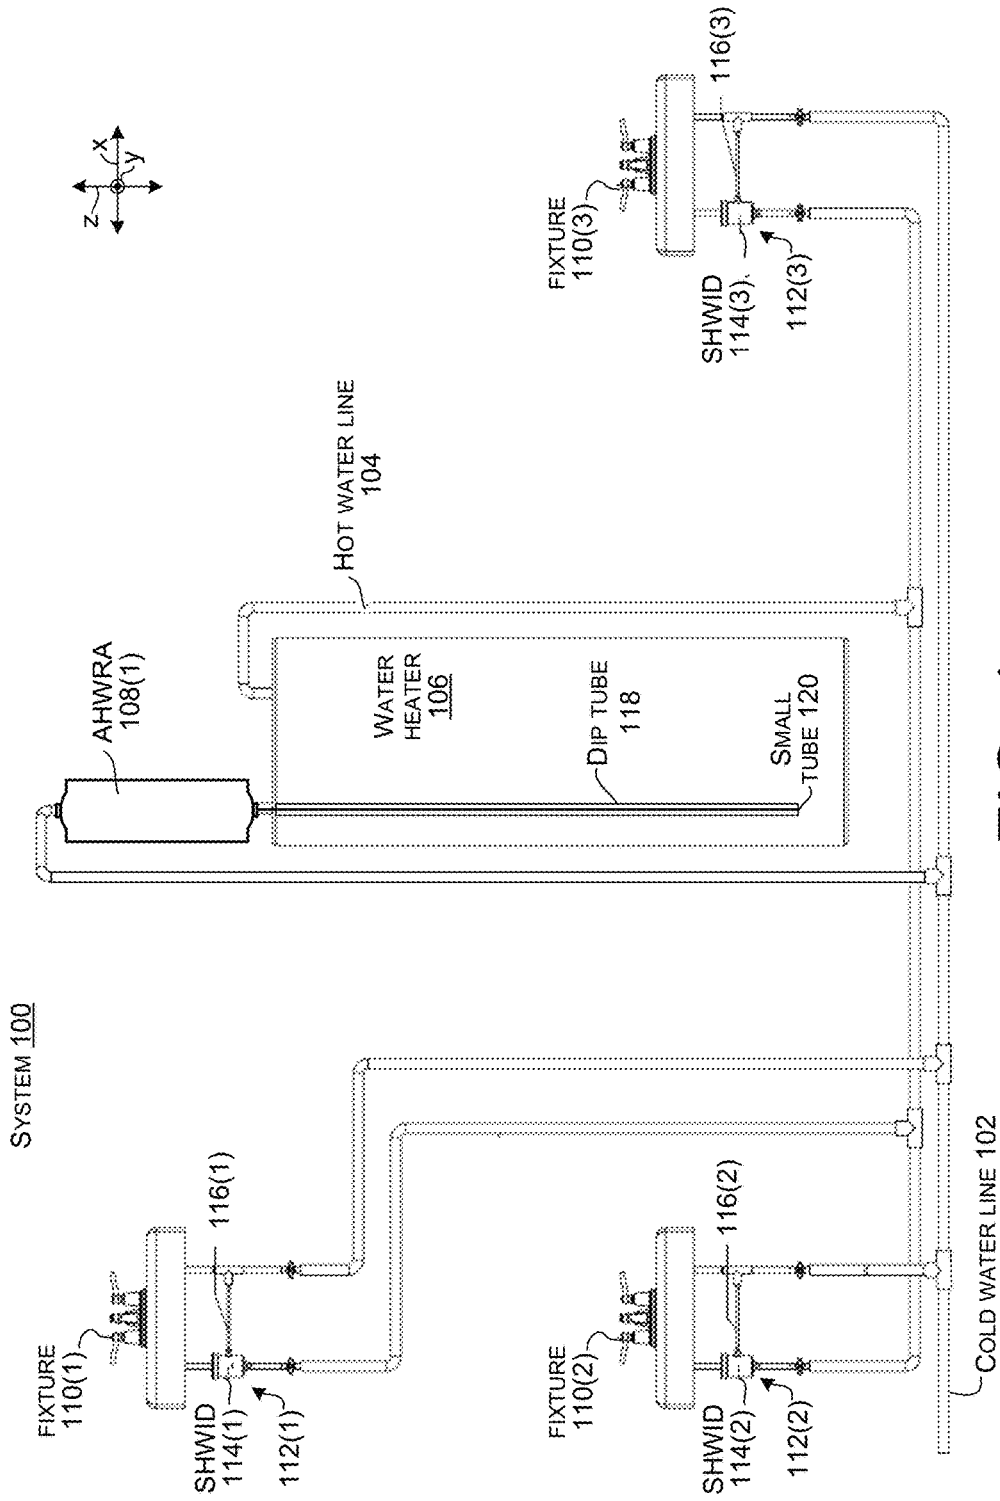 SYSTEM 100
AHWRA
108(1)
HOT WATER LINE
104
WATER
HEATER
106
DIP TUBE
118
SMALL
TUBE 120
z
x
y
FIXTURE
110(1)
116(1)
SHWID
114(1)
112(1)
FIXTURE
110(2)
116(2)
SHWID
114(2)
112(2)
FIXTURE
110(3)
116(3)
SHWID
114(3)
112(3)
COLD WATER LINE 102